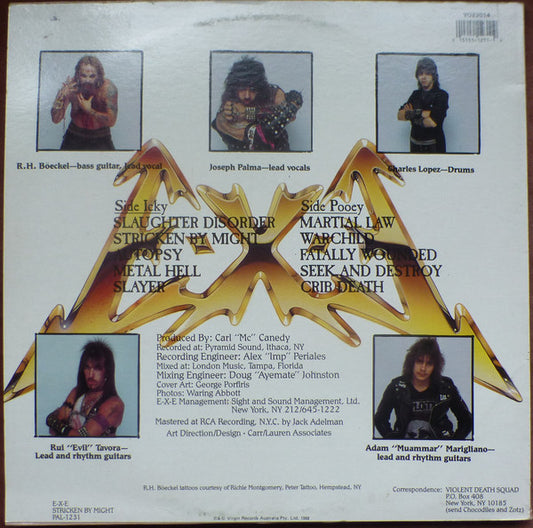 R.H. Böeckel—bass guitar, lead vocal
Joseph Palma—lead vocals
Charles Lopez—Drums
EXE
Side Icky
SLAUGHTER DISORDER
STRICKEN BY MIGHT
AUTOPSY
METAL HELL
SLAYER
Side Pooey
MARTIAL LAW
WARCHILD
FATALLY WOUNDED
SEEK AND DESTROY
CRIB DEATH
Produced By: Carl "Mc" Canedy
Recorded at: Pyramid Sound, Ithaca, NY
Recording Engineer: Alex "Imp" Periales
Mixed at: London Music, Tampa, Florida
Mixing Engineer: Doug "Ayemate" Johnston
Cover Art: George Porfiris
Photos: Waring Abbott
E-X-E Management: Sight and Sound Management, Ltd.
New York, NY 212/645-1222
Mastered at RCA Recording, N.Y.C. by Jack Adelman
Art Direction/Design - Carr/Lauren Associates
Rui "Evil" Tavora—
Lead and rhythm guitars
Adam "Muammar" Marigliano—
lead and rhythm guitars
R.H. Böeckel tattoos courtesy of Richie Montgomery, Peter Tattoo, Hempstead, NY
E-X-E
STRICKEN BY MIGHT
PAL-1231
Correspondence: VIOLENT DEATH SQUAD
P.O. Box 408
New York, NY 10185
(send Chocodiles and Zotz)